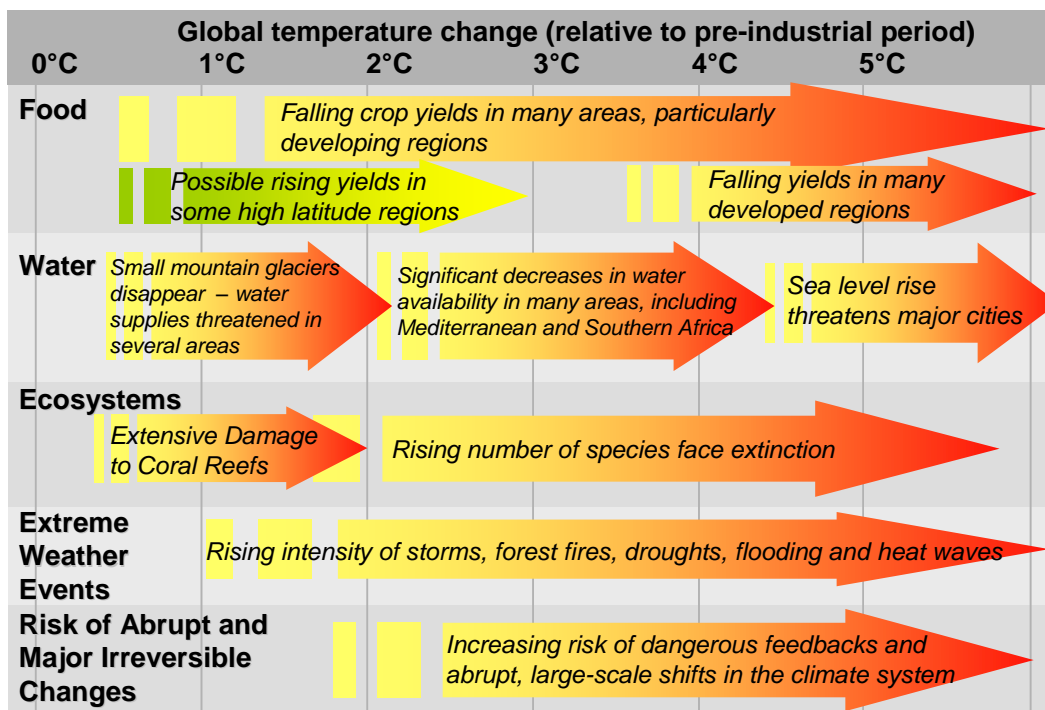 Global temperature change (relative to pre-industrial period)
0°C 1°C 2°C 3°C 4°C 5°C
Food
Falling crop yields in many areas, particularly
developing regions
Possible rising yields in
some high latitude regions
Falling yields in many
developed regions
Water
Small mountain glaciers
disappear – water
supplies threatened in
several areas
Significant decreases in water
availability in many areas, including
Mediterranean and Southern Africa
Sea level rise
threatens major cities
Ecosystems
Extensive Damage
to Coral Reefs
Rising number of species face extinction
Extreme
Weather
Events
Rising intensity of storms, forest fires, droughts, flooding and heat waves
Risk of Abrupt and
Major Irreversible
Changes
Increasing risk of dangerous feedbacks and
abrupt, large-scale shifts in the climate system